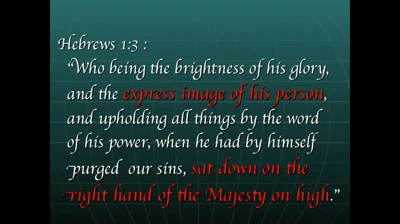 Hebrews 1:3 :
“Who being the brightness of his glory,
and the express image of his person,
and upholding all things by the word
of his power, when he had by himself
purged our sins, sat down on the
right hand of the Majesty on high.”